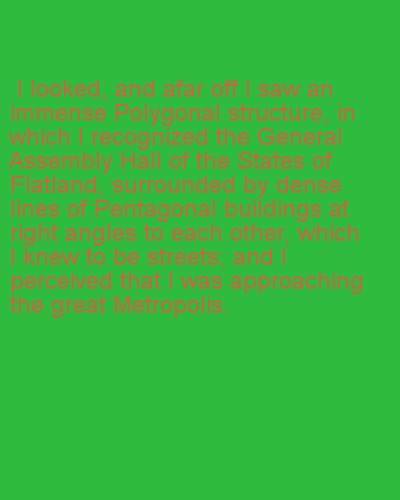 I looked, and afar off I saw an
immense Polygonal structure, in
which I recognized the General
Assembly Hall of the States of
Flatland, surrounded by dense
lines of Pentagonal buildings at
right angles to each other, which
I knew to be streets; and I
perceived that I was approaching
the great Metropolis.